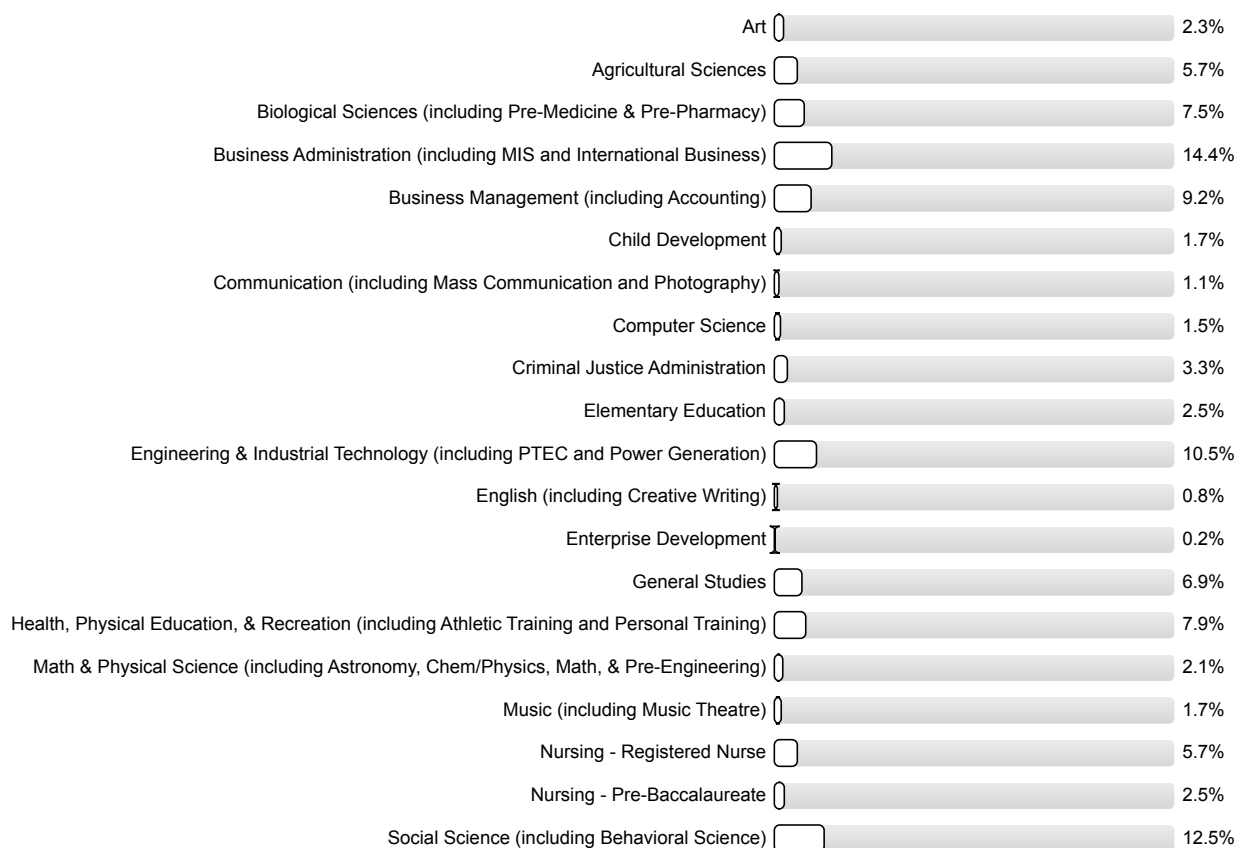 Art 2.3%
Agricultural Sciences 5.7%
Biological Sciences (including Pre-Medicine & Pre-Pharmacy) 7.5%
Business Administration (including MIS and International Business) 14.4%
Business Management (including Accounting) 9.2%
Child Development 1.7%
Communication (including Mass Communication and Photography) 1.1%
Computer Science 1.5%
Criminal Justice Administration 3.3%
Elementary Education 2.5%
Engineering & Industrial Technology (including PTEC and Power Generation) 10.5%
English (including Creative Writing) 0.8%
Enterprise Development 0.2%
General Studies 6.9%
Health, Physical Education, & Recreation (including Athletic Training and Personal Training) 7.9%
Math & Physical Science (including Astronomy, Chem/Physics, Math, & Pre-Engineering) 2.1%
Music (including Music Theatre) 1.7%
Nursing - Registered Nurse 5.7%
Nursing - Pre-Baccalaureate 2.5%
Social Science (including Behavioral Science) 12.5%